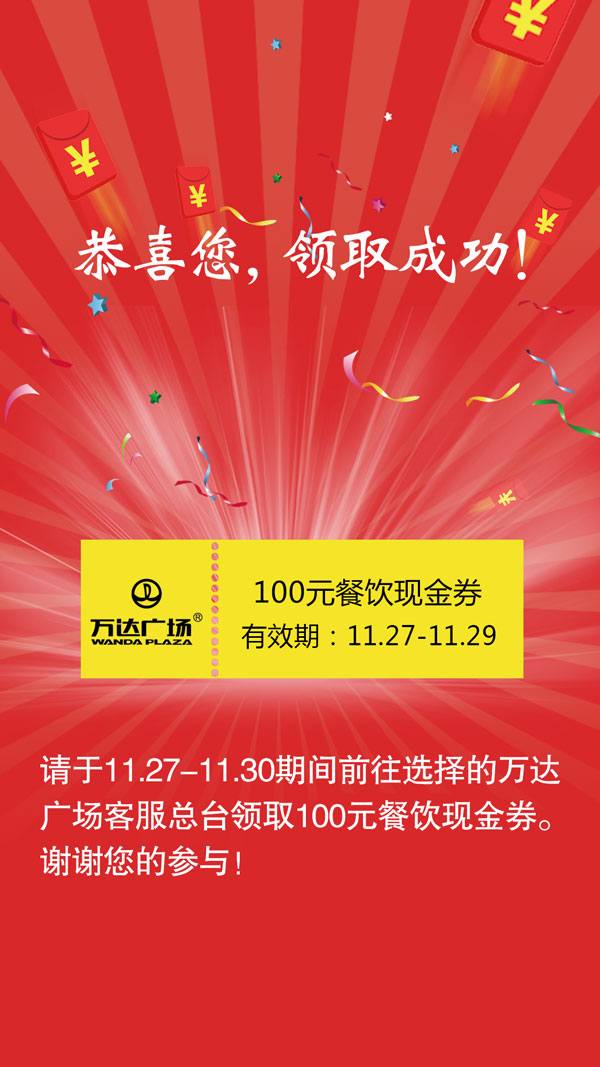 恭喜您，领取成功！
万达广场®
WANDA PLAZA
100元餐饮现金券
有效期：11.27-11.29
请于11.27-11.30期间前往选择的万达
广场客服总台领取100元餐饮现金券。
谢谢您的参与！